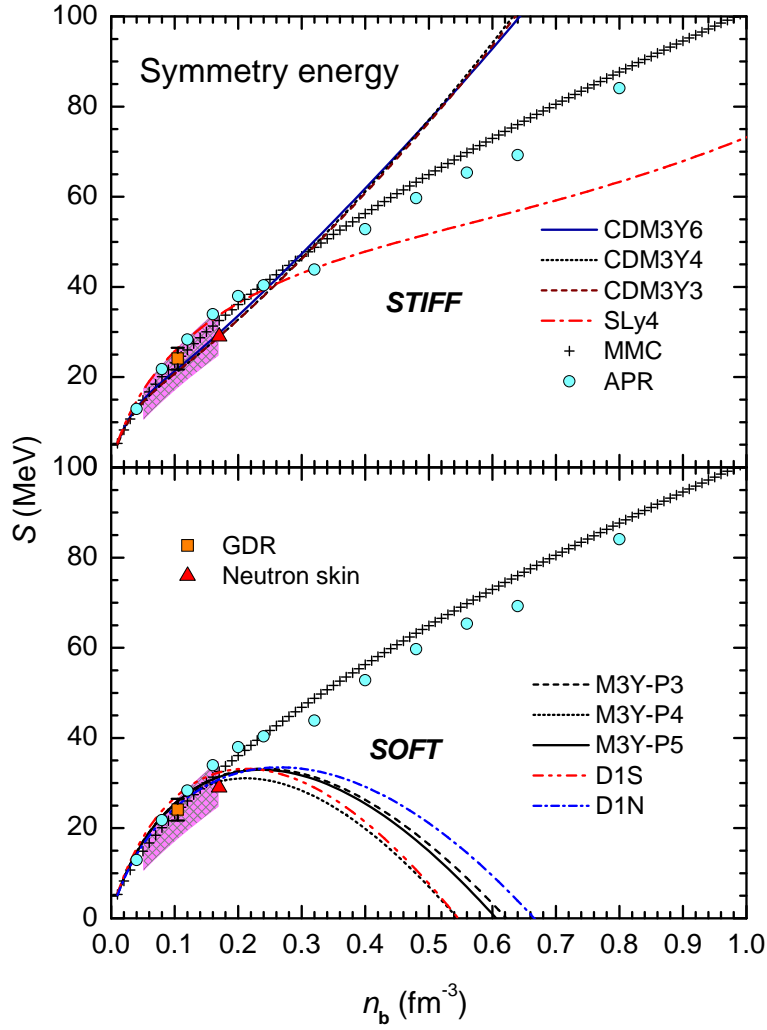 100
Symmetry energy
80
60
40
20
STIFF
CDM3Y6
CDM3Y4
CDM3Y3
SLy4
MMC
APR
S (MeV)
100
80
60
40
20
0
GDR
Neutron skin
SOFT
M3Y-P3
M3Y-P4
M3Y-P5
D1S
D1N
0.0 0.1 0.2 0.3 0.4 0.5 0.6 0.7 0.8 0.9 1.0
n_b (fm^-3)